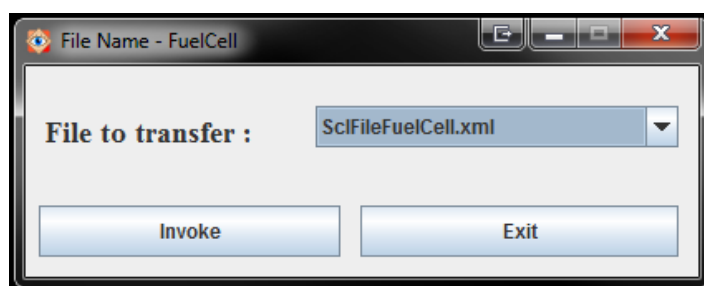 File Name - FuelCell
File to transfer :
SclFileFuelCell.xml
Invoke
Exit